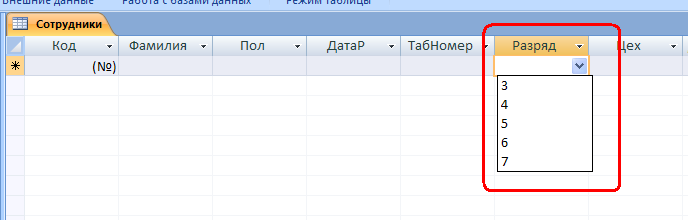 Внешние данные Работа с базами данных Режим таблицы
Сотрудники
Код Фамилия Пол ДатаР ТабНомер Разряд Цех
(№)
3
4
5
6
7